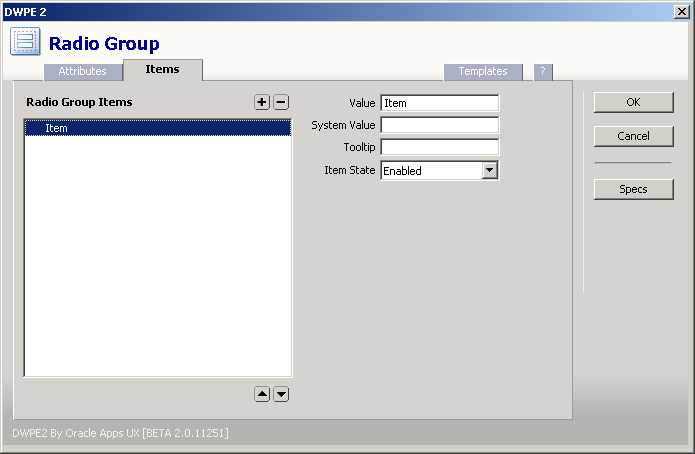 DWPE 2
Radio Group
Attributes
Items
Templates
?
Radio Group Items
Item
Value Item
System Value
Tooltip
Item State Enabled
OK
Cancel
Specs
DWPE2 By Oracle Apps UX [BETA 2.0.11251]